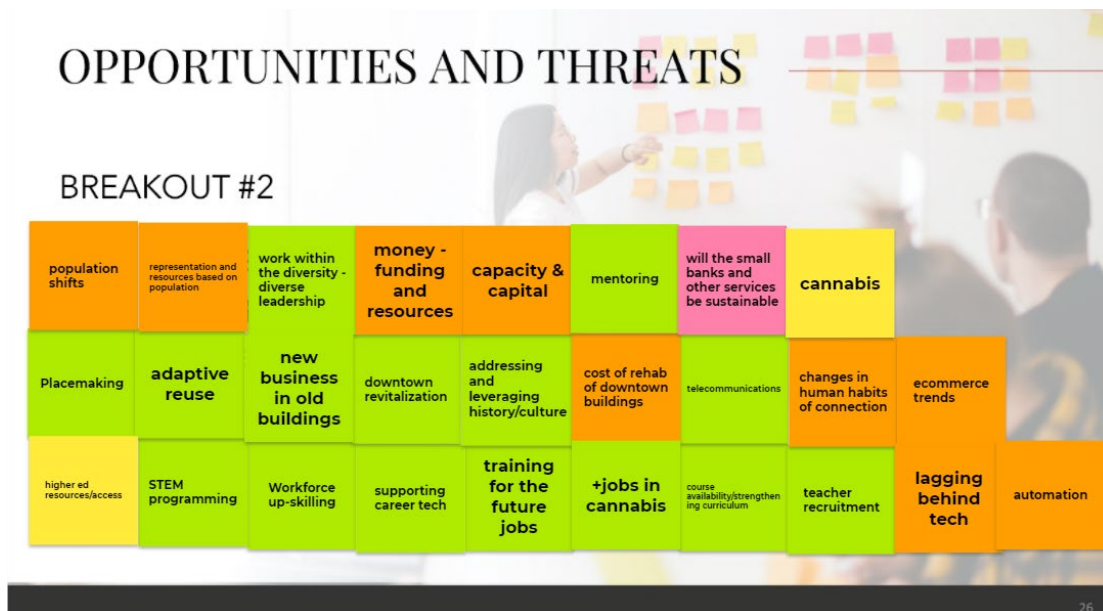 OPPORTUNITIES AND THREATS
BREAKOUT #2
population
shifts
representation and
resources based on
population
work within
the diversity -
diverse
leadership
money -
funding
and
resources
capacity &
capital
mentoring
will the small
banks and
other services
be sustainable
cannabis
Placemaking
adaptive
reuse
new
business
in old
buildings
downtown
revitalization
addressing
and
leveraging
history/culture
cost of rehab
of downtown
buildings
telecommunications
changes in
human habits
of connection
ecommerce
trends
higher ed
resources/access
STEM
programming
Workforce
up-skilling
supporting
career tech
training
for the
future
jobs
+jobs in
cannabis
course
availability/strengthen
ing curriculum
teacher
recruitment
lagging
behind
tech
automation
26